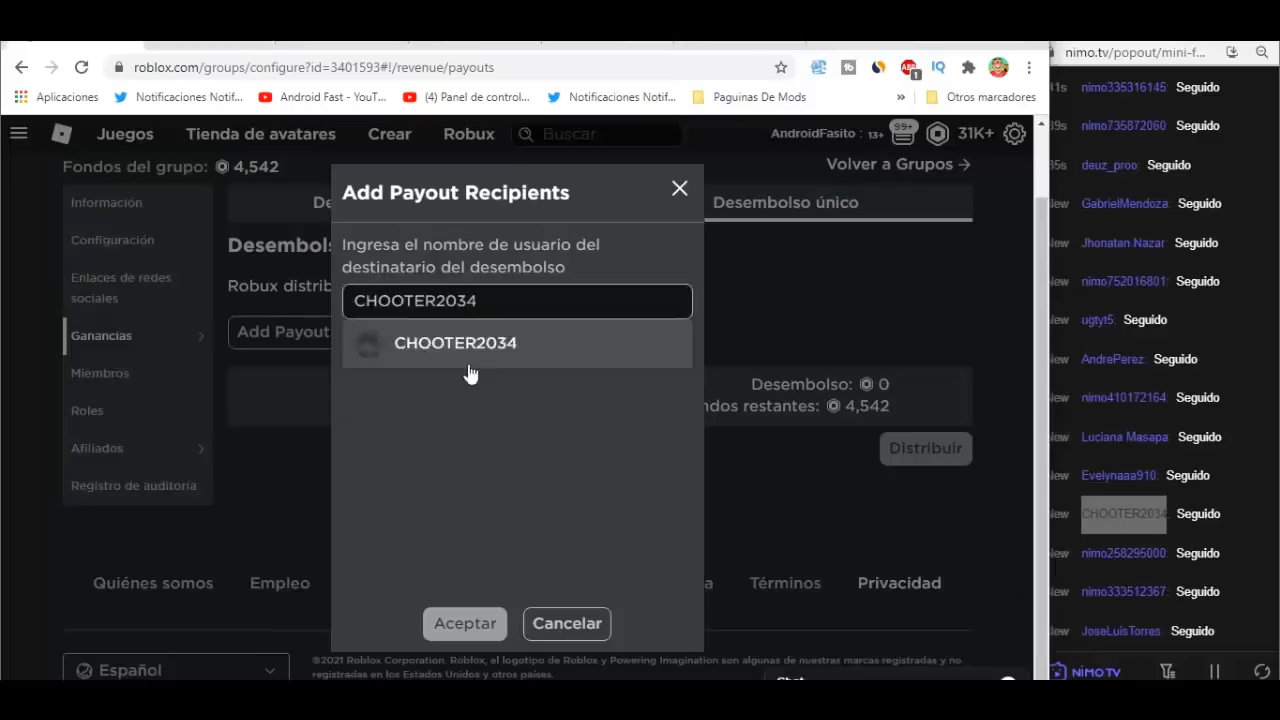 roblox.com/groups/configure?id=3401593#!/revenue/payouts
nimo.tv/popout/mini-f...
Aplicaciones
Notificaciones Notif...
Android Fast - YouT...
(4) Panel de control...
Notificaciones Notif...
Paguinas De Mods
»
Otros marcadores
Juegos
Tienda de avatares
Crear
Robux
Buscar
AndroidFasito : 13+
99+
31K+
Fondos del grupo: 4,542
Volver a Grupos
Información
Configuración
Enlaces de redes
sociales
Ganancias
Miembros
Roles
Afiliados
Registro de auditoría
Desembolso único
Desembols
Robux distrib
Add Payout
Desembolso: 0
ndos restantes: 4,542
Distribuir
Add Payout Recipients
Ingresa el nombre de usuario del
destinatario del desembolso
CHOOTER2034
CHOOTER2034
Aceptar
Cancelar
Quiénes somos
Empleo
Términos
Privacidad
Español
©2021 Roblox Corporation. Roblox, el logotipo de Roblox y Powering Imagination son algunas de nuestras marcas registradas y no
registradas en los Estados Unidos y otros países.
Chat
nimo335316145: Seguido
nimo735872060: Seguido
deuz_proo: Seguido
GabrielMendoza: Seguido
Jhonatan Nazar: Seguido
nimo752016801: Seguido
ugtyt5: Seguido
AndrePerez: Seguido
nimo410172164: Seguido
Luciana Masapa: Seguido
Evelynaaa910: Seguido
CHOOTER2034: Seguido
nimo258295000: Seguido
nimo333512367: Seguido
JoseLuisTorres: Seguido
NIMO TV